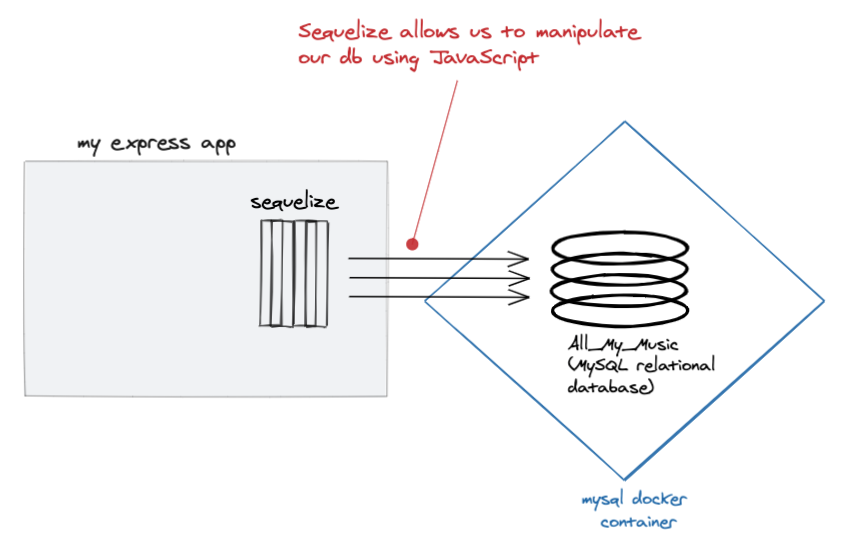 Sequelize allows us to manipulate
our db using JavaScript
my express app
sequelize
All_My_Music
(MySQL relational
database)
mysql docker
container